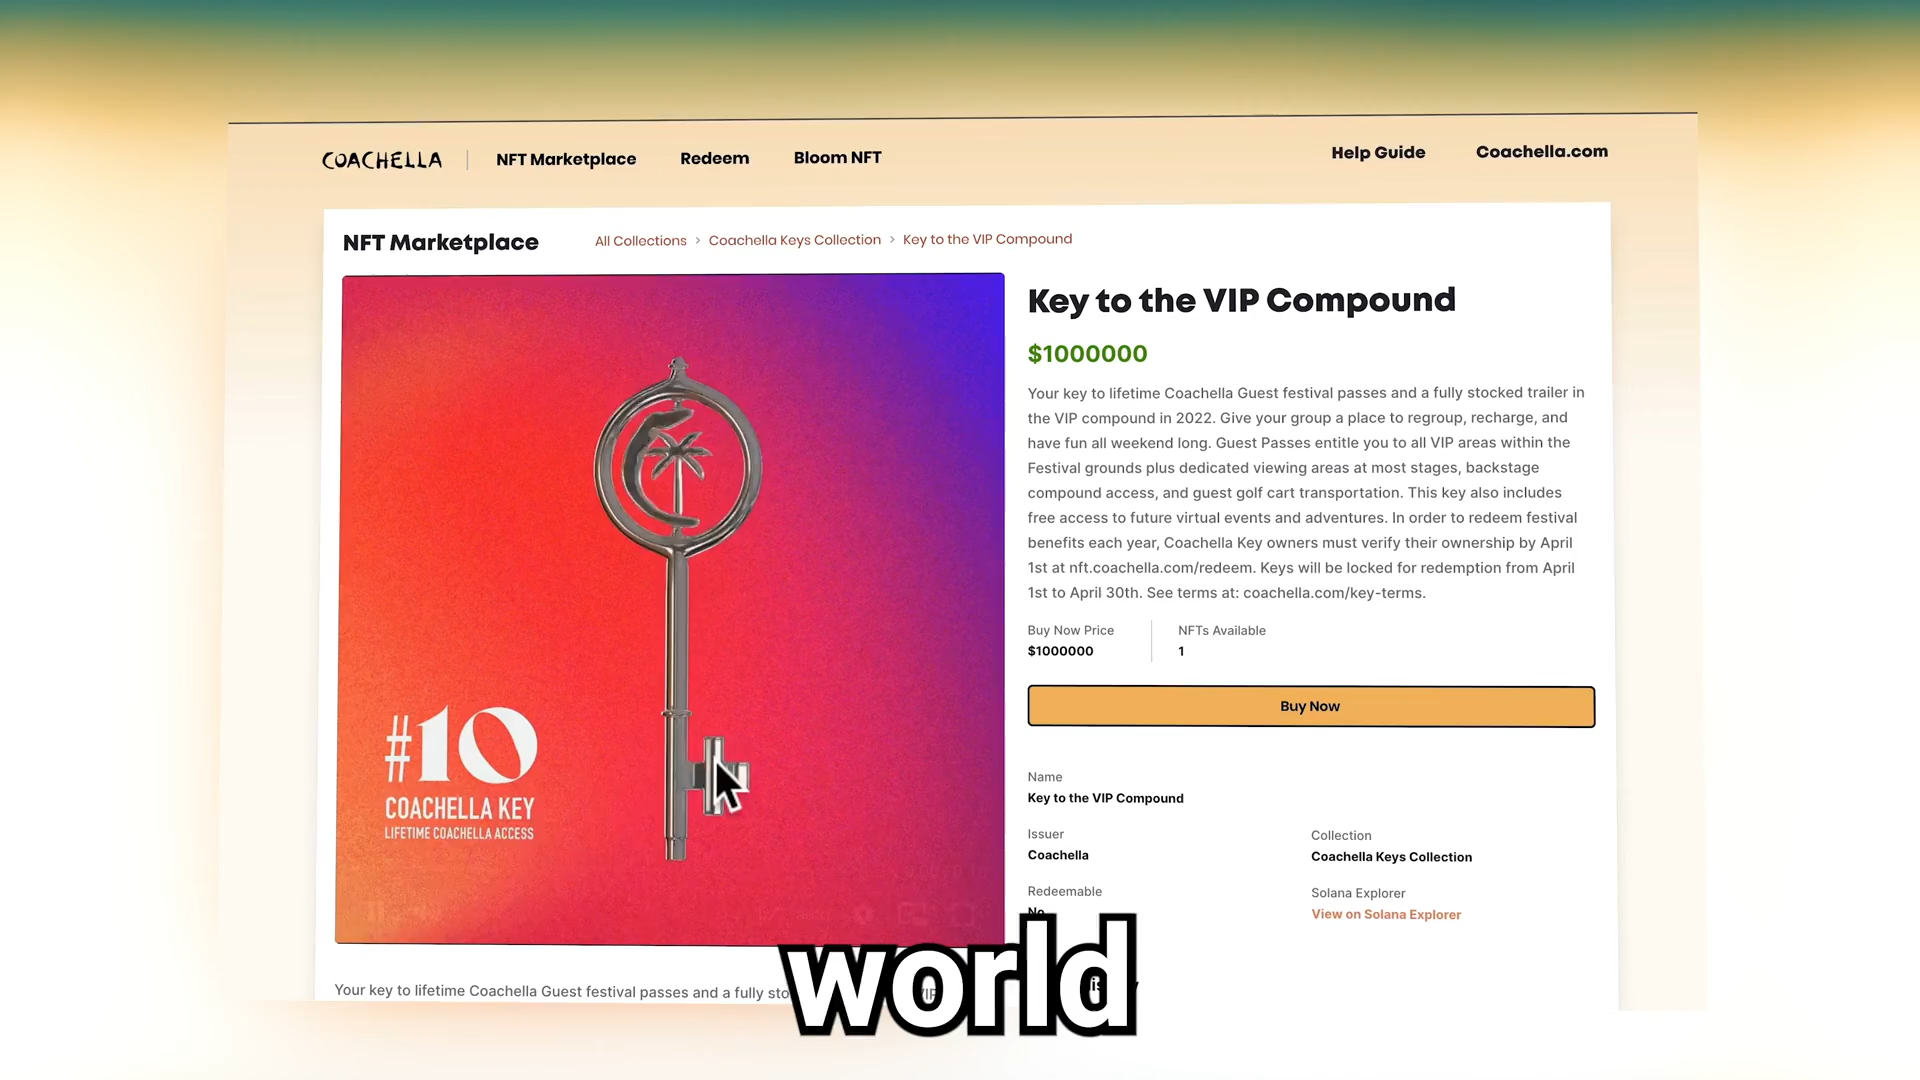 COACHELLA
NFT Marketplace
Redeem
Bloom NFT
Help Guide
Coachella.com
NFT Marketplace
All Collections > Coachella Keys Collection > Key to the VIP Compound
#10
COACHELLA KEY
LIFETIME COACHELLA ACCESS
Key to the VIP Compound
$1000000
Your key to lifetime Coachella Guest festival passes and a fully stocked trailer in
the VIP compound in 2022. Give your group a place to regroup, recharge, and
have fun all weekend long. Guest Passes entitle you to all VIP areas within the
Festival grounds plus dedicated viewing areas at most stages, backstage
compound access, and guest golf cart transportation. This key also includes
free access to future virtual events and adventures. In order to redeem festival
benefits each year, Coachella Key owners must verify their ownership by April
1st at nft.coachella.com/redeem. Keys will be locked for redemption from April
1st to April 30th. See terms at: coachella.com/key-terms.
Buy Now Price
$1000000
NFTs Available
1
Buy Now
Name
Key to the VIP Compound
Issuer
Coachella
Collection
Coachella Keys Collection
Redeemable
No
Solana Explorer
View on Solana Explorer
Your key to lifetime Coachella Guest festival passes and a fully
world